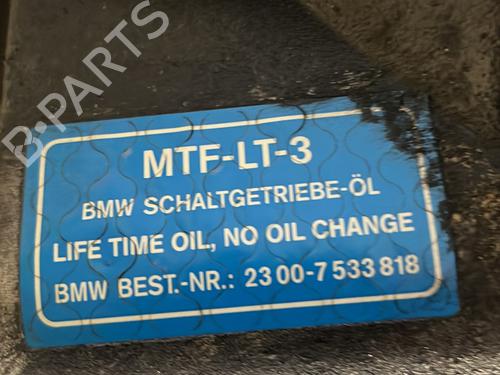 B-PARTS
MTF-LT-3
BMW SCHALTGETRIEBE-ÖL
LIFE TIME OIL, NO OIL CHANGE
BMW BEST.-NR.: 23 00-7 533 818